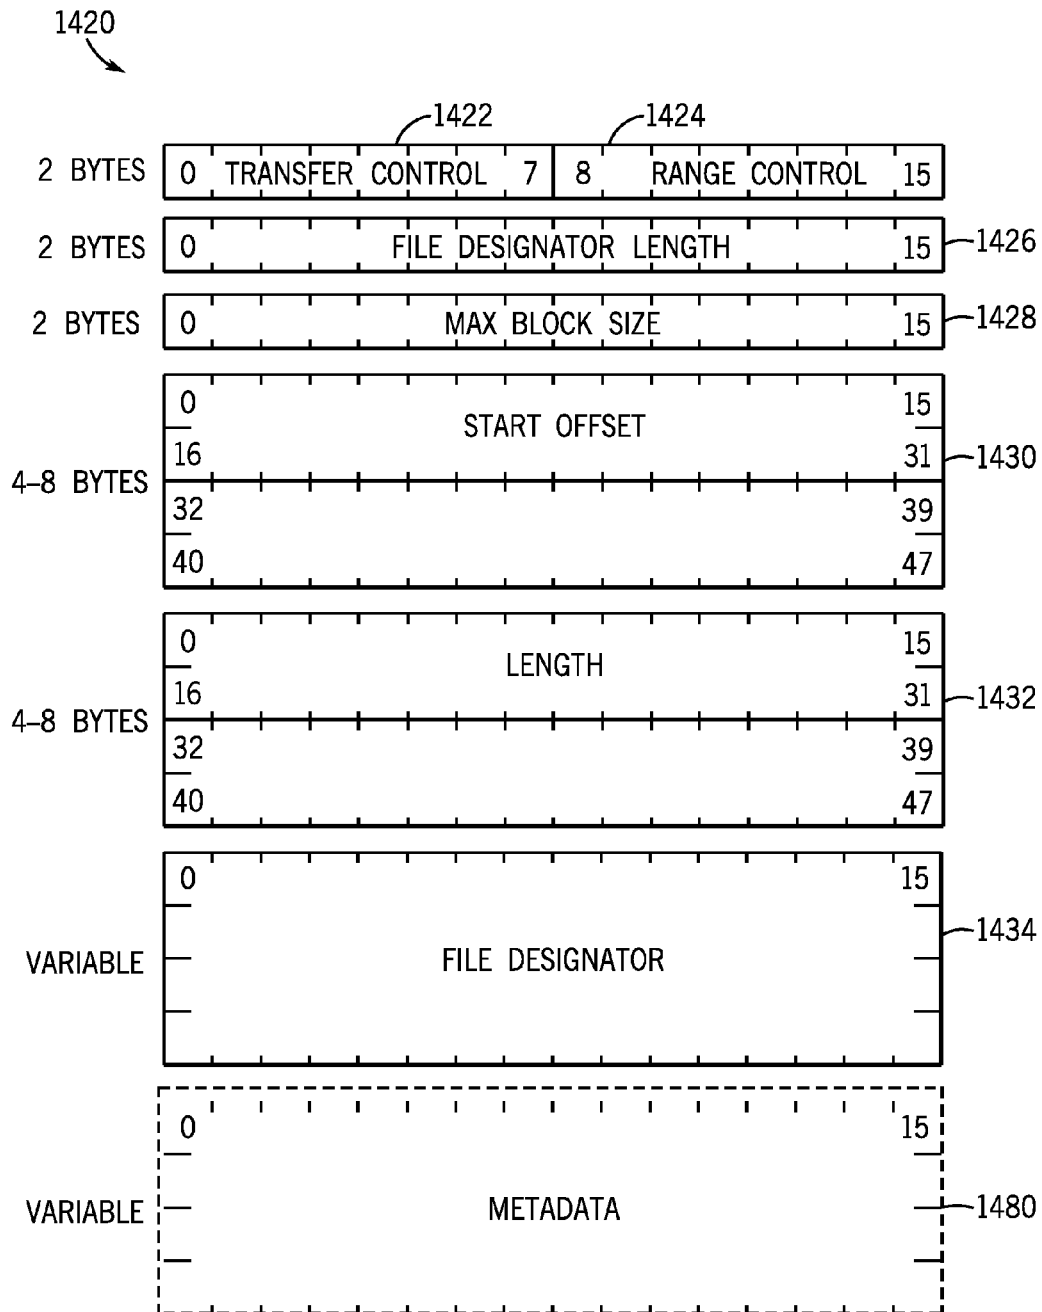 1420
1422 1424
2 BYTES 0 TRANSFER CONTROL 7 8 RANGE CONTROL 15
2 BYTES 0 FILE DESIGNATOR LENGTH 15 1426
2 BYTES 0 MAX BLOCK SIZE 15 1428
0 15
START OFFSET
16 31 1430
4–8 BYTES
32 39
40 47
0 15
LENGTH
16 31 1432
4–8 BYTES
32 39
40 47
0 15
1434
VARIABLE FILE DESIGNATOR
0 15
VARIABLE METADATA 1480